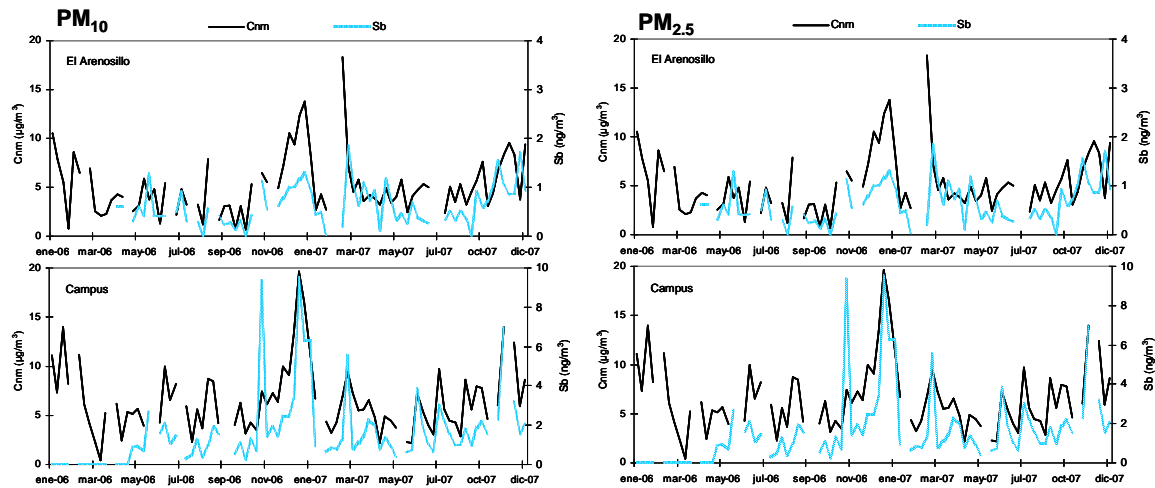 PM10
Cnm
Sb
El Arenosillo
20
15
10
5
0
Cnm (µg/m³)
4
3
2
1
0
Sb (ng/m³)
ene-06 mar-06 may-06 jul-06 sep-06 nov-06 ene-07 mar-07 may-07 jul-07 oct-07 dic-07
Campus
20
15
10
5
0
Cnm (µg/m³)
10
8
6
4
2
0
Sb (ng/m³)
ene-06 mar-06 may-06 jul-06 sep-06 nov-06 ene-07 mar-07 may-07 jul-07 oct-07 dic-07
PM2.5
Cnm
Sb
El Arenosillo
20
15
10
5
0
Cnm (µg/m³)
4
3
2
1
0
Sb (ng/m³)
ene-06 mar-06 may-06 jul-06 sep-06 nov-06 ene-07 mar-07 may-07 jul-07 oct-07 dic-07
Campus
20
15
10
5
0
Cnm (µg/m³)
10
8
6
4
2
0
Sb (ng/m³)
ene-06 mar-06 may-06 jul-06 sep-06 nov-06 ene-07 mar-07 may-07 jul-07 oct-07 dic-07